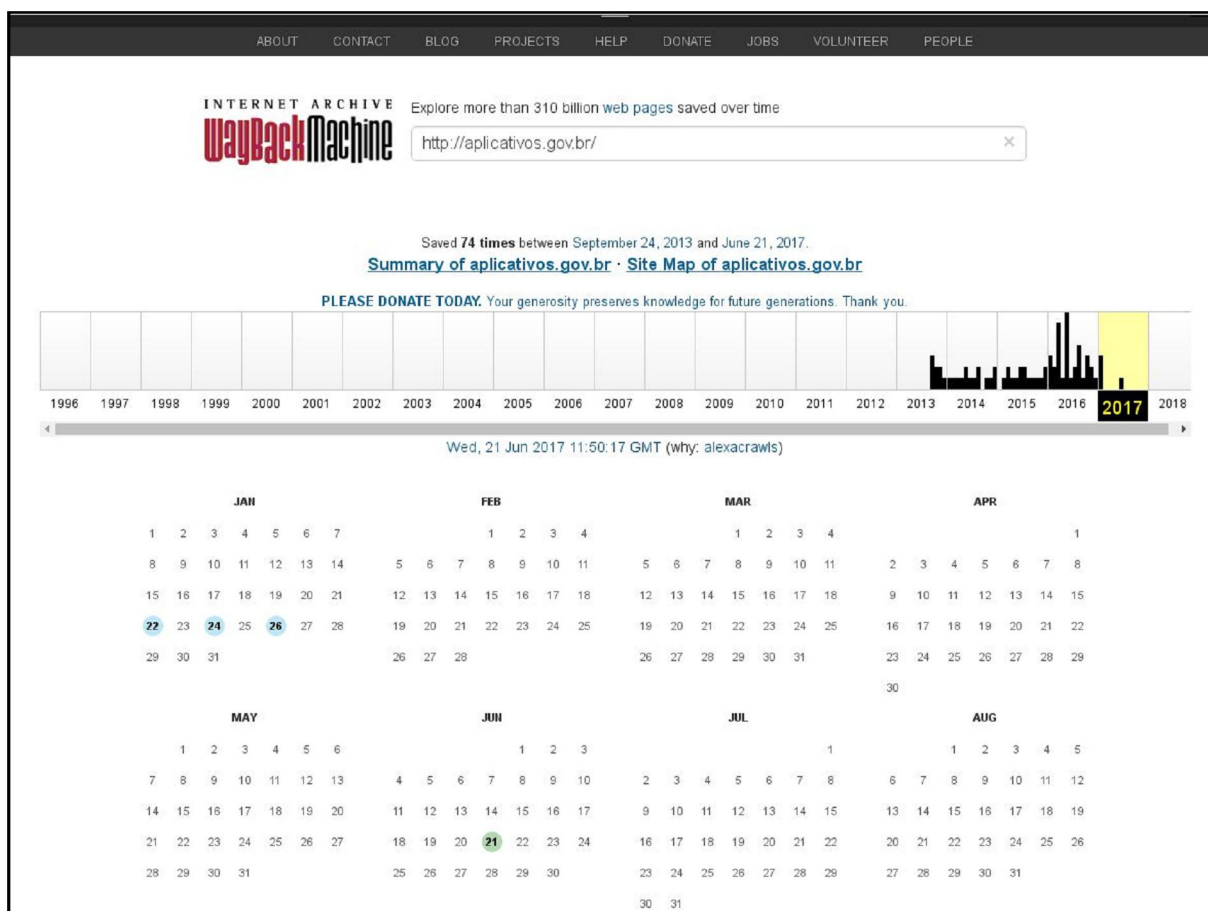 ABOUT CONTACT BLOG PROJECTS HELP DONATE JOBS VOLUNTEER PEOPLE
INTERNET ARCHIVE
WayBackMachine
Explore more than 310 billion web pages saved over time
http://aplicativos.gov.br/ ×
Saved 74 times between September 24, 2013 and June 21, 2017.
Summary of aplicativos.gov.br · Site Map of aplicativos.gov.br
PLEASE DONATE TODAY. Your generosity preserves knowledge for future generations. Thank you.
1996 1997 1998 1999 2000 2001 2002 2003 2004 2005 2006 2007 2008 2009 2010 2011 2012 2013 2014 2015 2016 2017 2018
Wed, 21 Jun 2017 11:50:17 GMT (why: alexacrawls)
JAN FEB MAR APR
1 2 3 4 5 6 7 1 2 3 4 1 2 3 4 1
8 9 10 11 12 13 14 5 6 7 8 9 10 11 5 6 7 8 9 10 11 2 3 4 5 6 7 8
15 16 17 18 19 20 21 12 13 14 15 16 17 18 12 13 14 15 16 17 18 9 10 11 12 13 14 15
22 23 24 25 26 27 28 19 20 21 22 23 24 25 19 20 21 22 23 24 25 16 17 18 19 20 21 22
29 30 31 26 27 28 26 27 28 29 30 31 23 24 25 26 27 28 29
30
MAY JUN JUL AUG
1 2 3 4 5 6 1 2 3 1 1 2 3 4 5
7 8 9 10 11 12 13 4 5 6 7 8 9 10 2 3 4 5 6 7 8 6 7 8 9 10 11 12
14 15 16 17 18 19 20 11 12 13 14 15 16 17 9 10 11 12 13 14 15 13 14 15 16 17 18 19
21 22 23 24 25 26 27 18 19 20 21 22 23 24 16 17 18 19 20 21 22 20 21 22 23 24 25 26
28 29 30 31 25 26 27 28 29 30 23 24 25 26 27 28 29 27 28 29 30 31
30 31